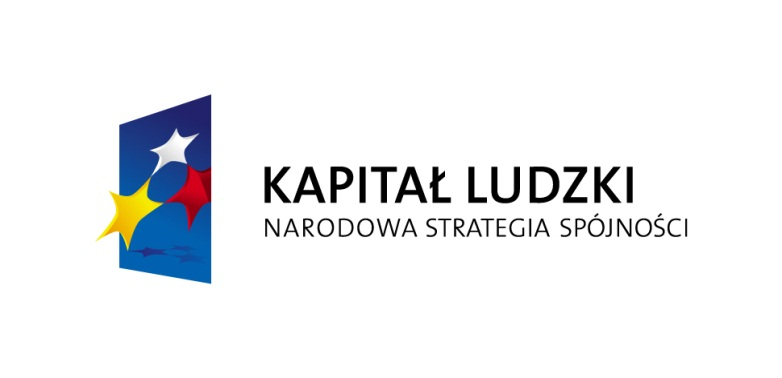 KAPITAŁ LUDZKI
NARODOWA STRATEGIA SPÓJNOŚCI